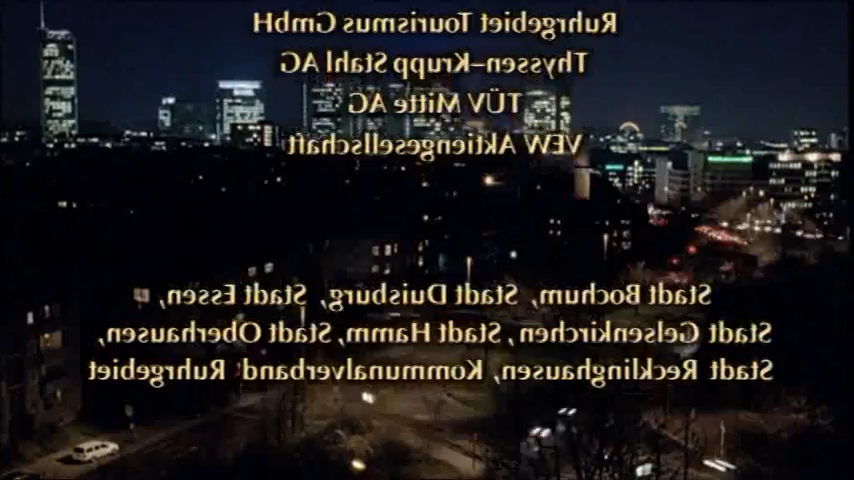 Ruhrgebiet Tourismus GmbH
Thyssen-Krupp Stahl AG
TÜV Mitte AG
VEW Aktiengesellschaft
Stadt Bochum, Stadt Duisburg, Stadt Essen,
Stadt Gelsenkirchen, Stadt Hamm, Stadt Oberhausen,
Stadt Recklinghausen, Kommunalverband Ruhrgebiet